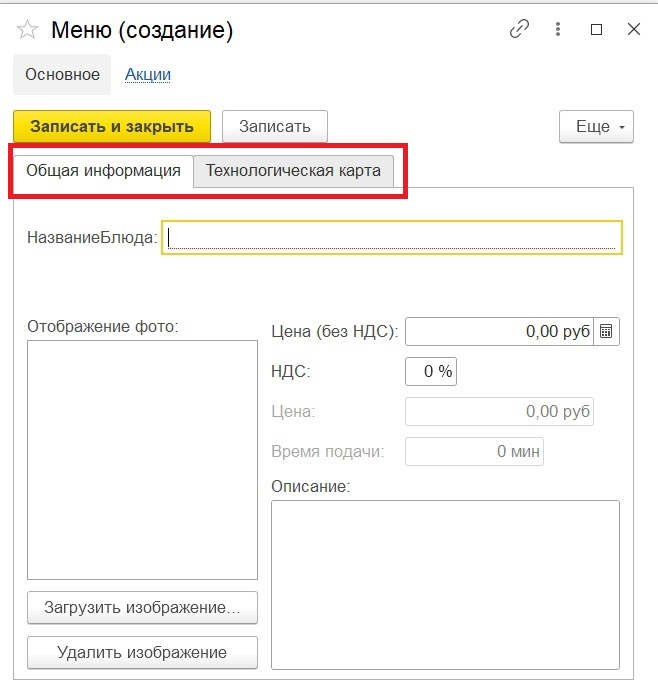 Меню (создание)
Основное Акции
Записать и закрыть Записать Еще
Общая информация Технологическая карта
НазваниеБлюда:
Отображение фото:
Цена (без НДС): 0,00 руб
НДС: 0 %
Цена: 0,00 руб
Время подачи: 0 мин
Описание:
Загрузить изображение...
Удалить изображение